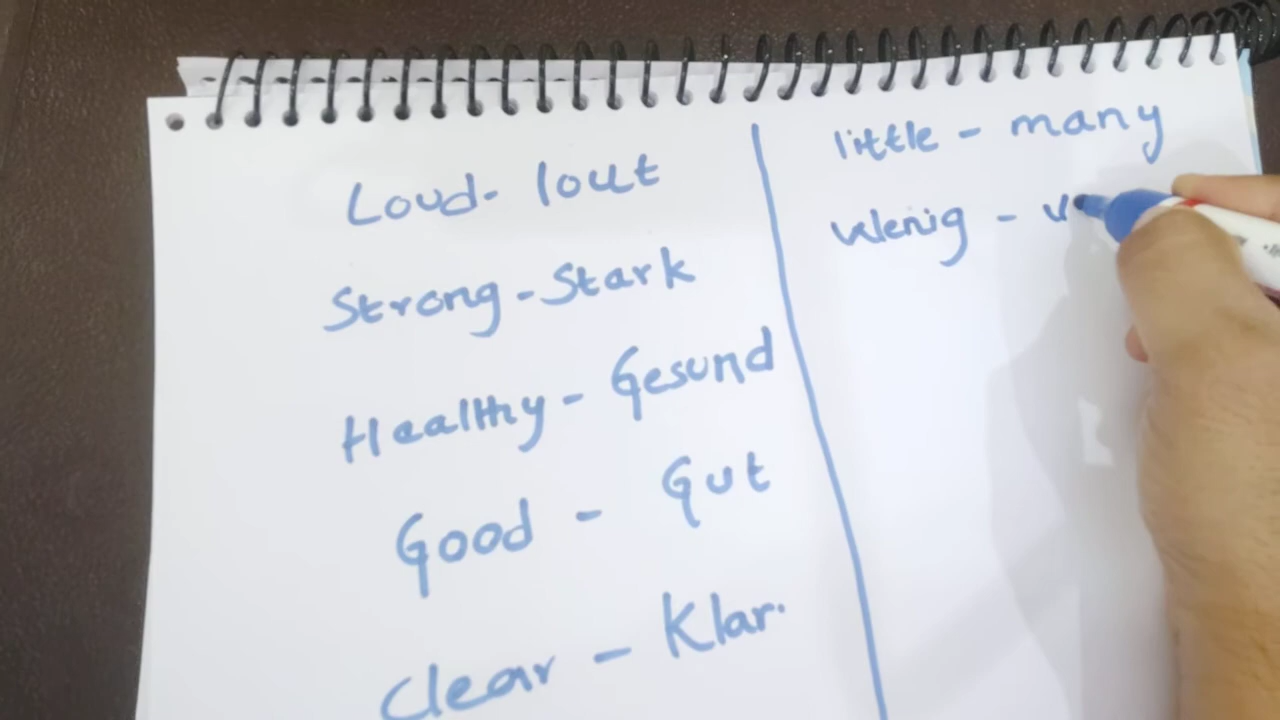 Loud- lout
Strong - Stark
Healthy - Gesund
Good - Gut
Clear - Klar.
little - many
Wenig - v